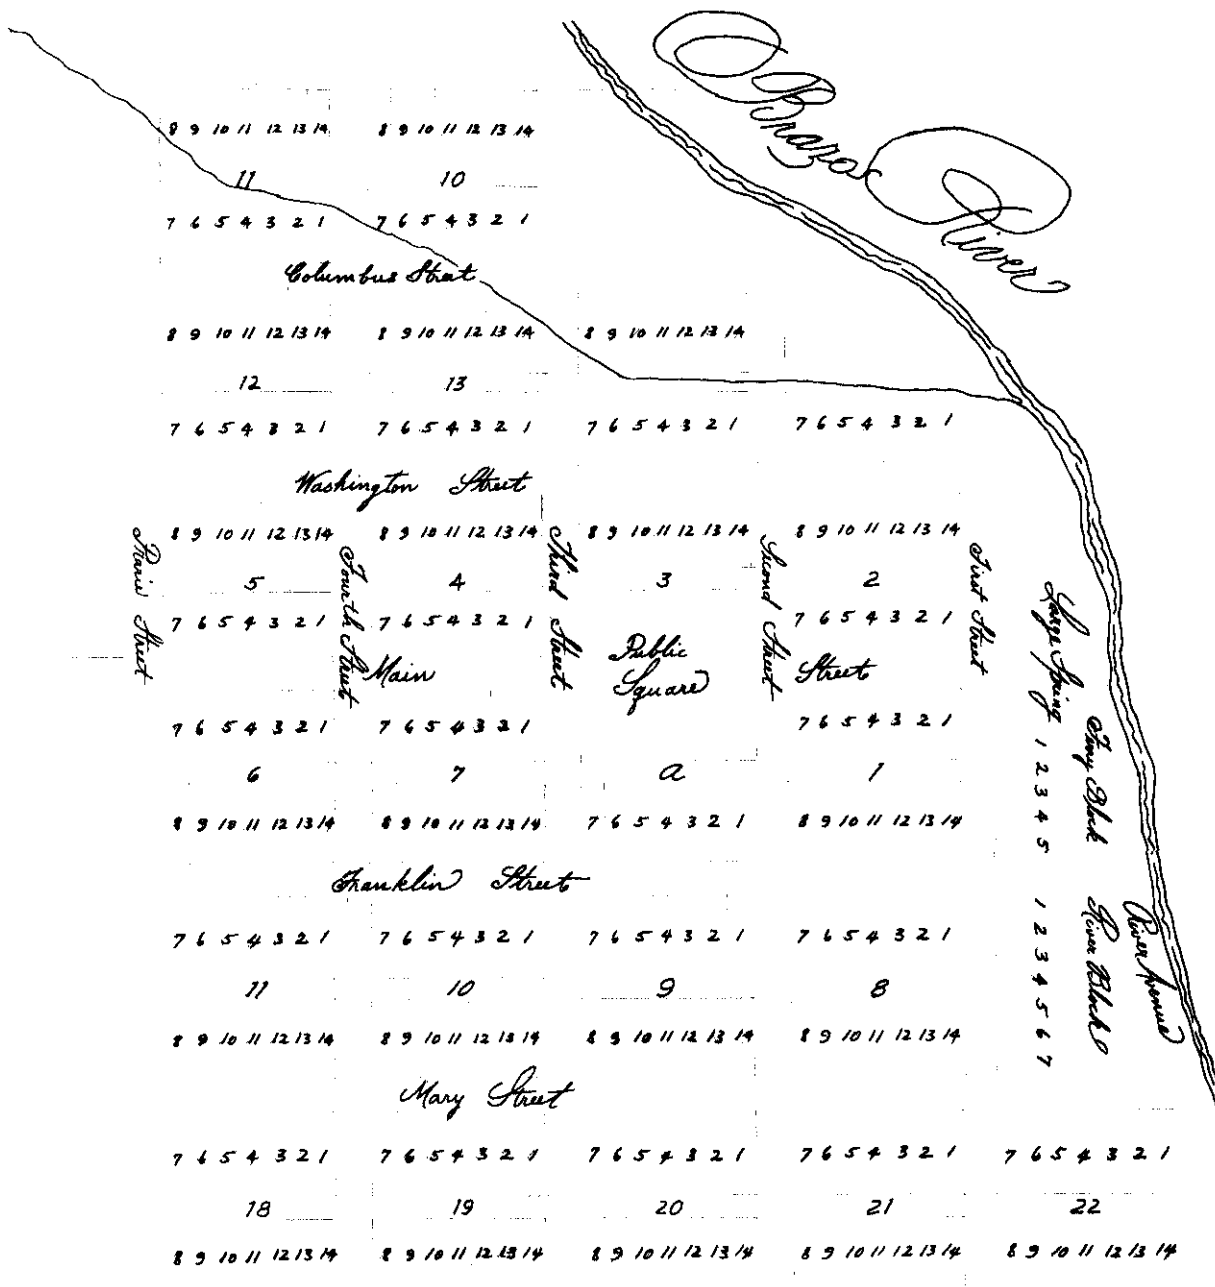 Brazos River
8 9 10 11 12 13 14 8 9 10 11 12 13 14
11 10
7 6 5 4 3 2 1 7 6 5 4 3 2 1
Columbus Street
8 9 10 11 12 13 14 8 9 10 11 12 13 14 8 9 10 11 12 13 14
12 13
7 6 5 4 3 2 1 7 6 5 4 3 2 1 7 6 5 4 3 2 1 7 6 5 4 3 2 1
Washington Street
8 9 10 11 12 13 14 8 9 10 11 12 13 14 8 9 10 11 12 13 14 8 9 10 11 12 13 14
Prairie Street
Fourth Street
Third Street
Second Street
First Street
5 4 3 2
7 6 5 4 3 2 1 7 6 5 4 3 2 1 7 6 5 4 3 2 1
Main Street
Public
Square
Large Spring
7 6 5 4 3 2 1 7 6 5 4 3 2 1 7 6 5 4 3 2 1
6 7 a 1
8 9 10 11 12 13 14 8 9 10 11 12 13 14 7 6 5 4 3 2 1 8 9 10 11 12 13 14
1 2 3 4 5
Ferry Block
Franklin Street
7 6 5 4 3 2 1 7 6 5 4 3 2 1 7 6 5 4 3 2 1 7 6 5 4 3 2 1
11 10 9 8
8 9 10 11 12 13 14 8 9 10 11 12 13 14 8 9 10 11 12 13 14 8 9 10 11 12 13 14
1 2 3 4 5 6 7
River Block
River Avenue
Mary Street
7 6 5 4 3 2 1 7 6 5 4 3 2 1 7 6 5 4 3 2 1 7 6 5 4 3 2 1 7 6 5 4 3 2 1
18 19 20 21 22
8 9 10 11 12 13 14 8 9 10 11 12 13 14 8 9 10 11 12 13 14 8 9 10 11 12 13 14 8 9 10 11 12 13 14